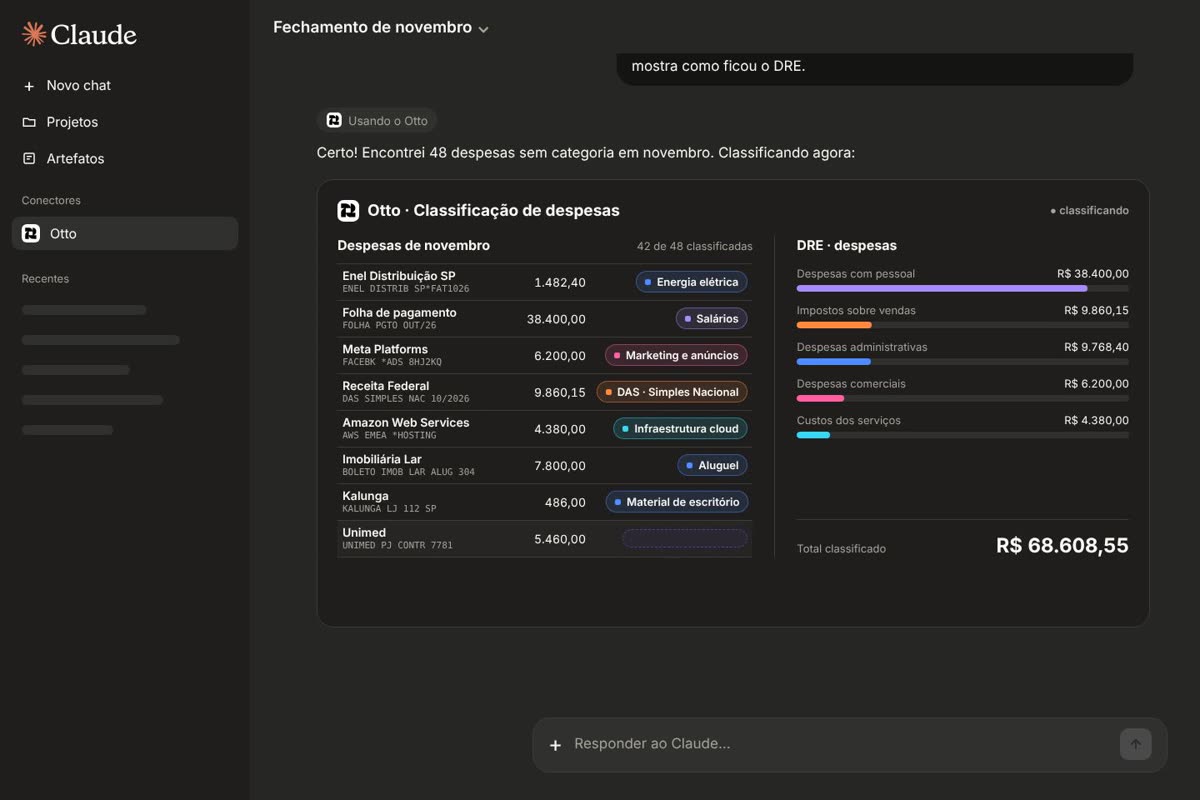 Claude
Novo chat
Projetos
Artefatos
Conectores
Otto
Recentes
Fechamento de novembro
mostra como ficou o DRE.
Usando o Otto
Certo! Encontrei 48 despesas sem categoria em novembro. Classificando agora:
Otto · Classificação de despesas
• classificando
Despesas de novembro
42 de 48 classificadas
Enel Distribuição SP
ENEL DISTRIB SP*FAT1026
1.482,40
Energia elétrica
Folha de pagamento
FOLHA PGTO OUT/26
38.400,00
Salários
Meta Platforms
FACEBK *ADS 8HJ2KQ
6.200,00
Marketing e anúncios
Receita Federal
DAS SIMPLES NAC 10/2026
9.860,15
DAS · Simples Nacional
Amazon Web Services
AWS EMEA *HOSTING
4.380,00
Infraestrutura cloud
Imobiliária Lar
BOLETO IMOB LAR ALUG 304
7.800,00
Aluguel
Kalunga
KALUNGA LJ 112 SP
486,00
Material de escritório
Unimed
UNIMED PJ CONTR 7781
5.460,00
DRE · despesas
Despesas com pessoal
R$ 38.400,00
Impostos sobre vendas
R$ 9.860,15
Despesas administrativas
R$ 9.768,40
Despesas comerciais
R$ 6.200,00
Custos dos serviços
R$ 4.380,00
Total classificado
R$ 68.608,55
Responder ao Claude...